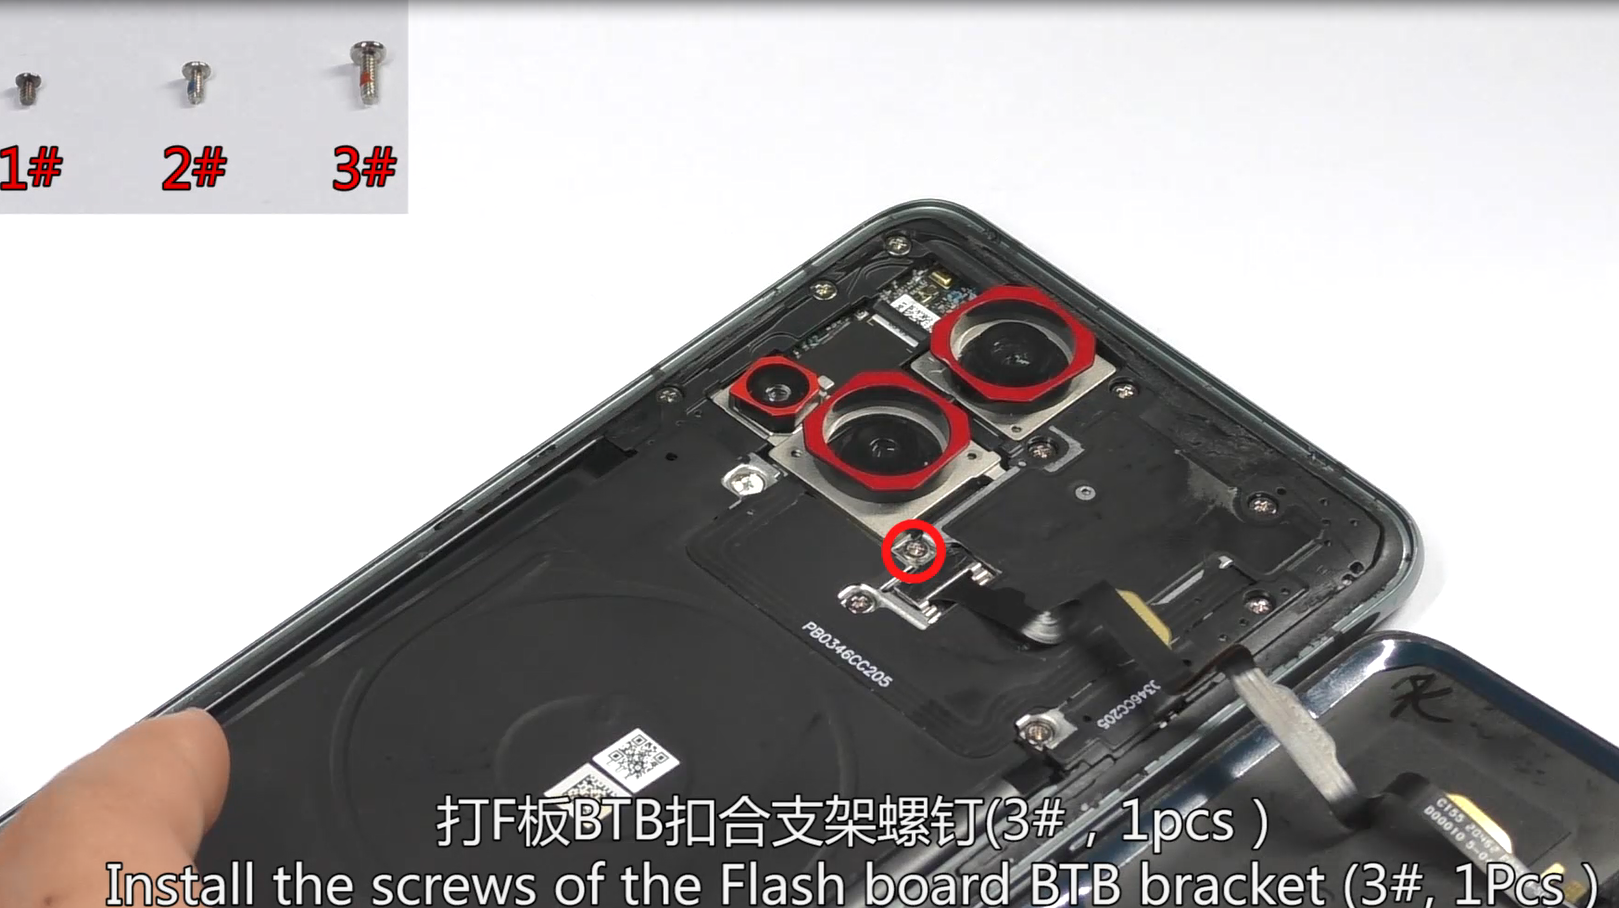 1# 2# 3#
PB0346CC205
J346CC205
打F板BTB扣合支架螺钉(3#，1pcs）
Install the screws of the Flash board BTB bracket (3#, 1Pcs )